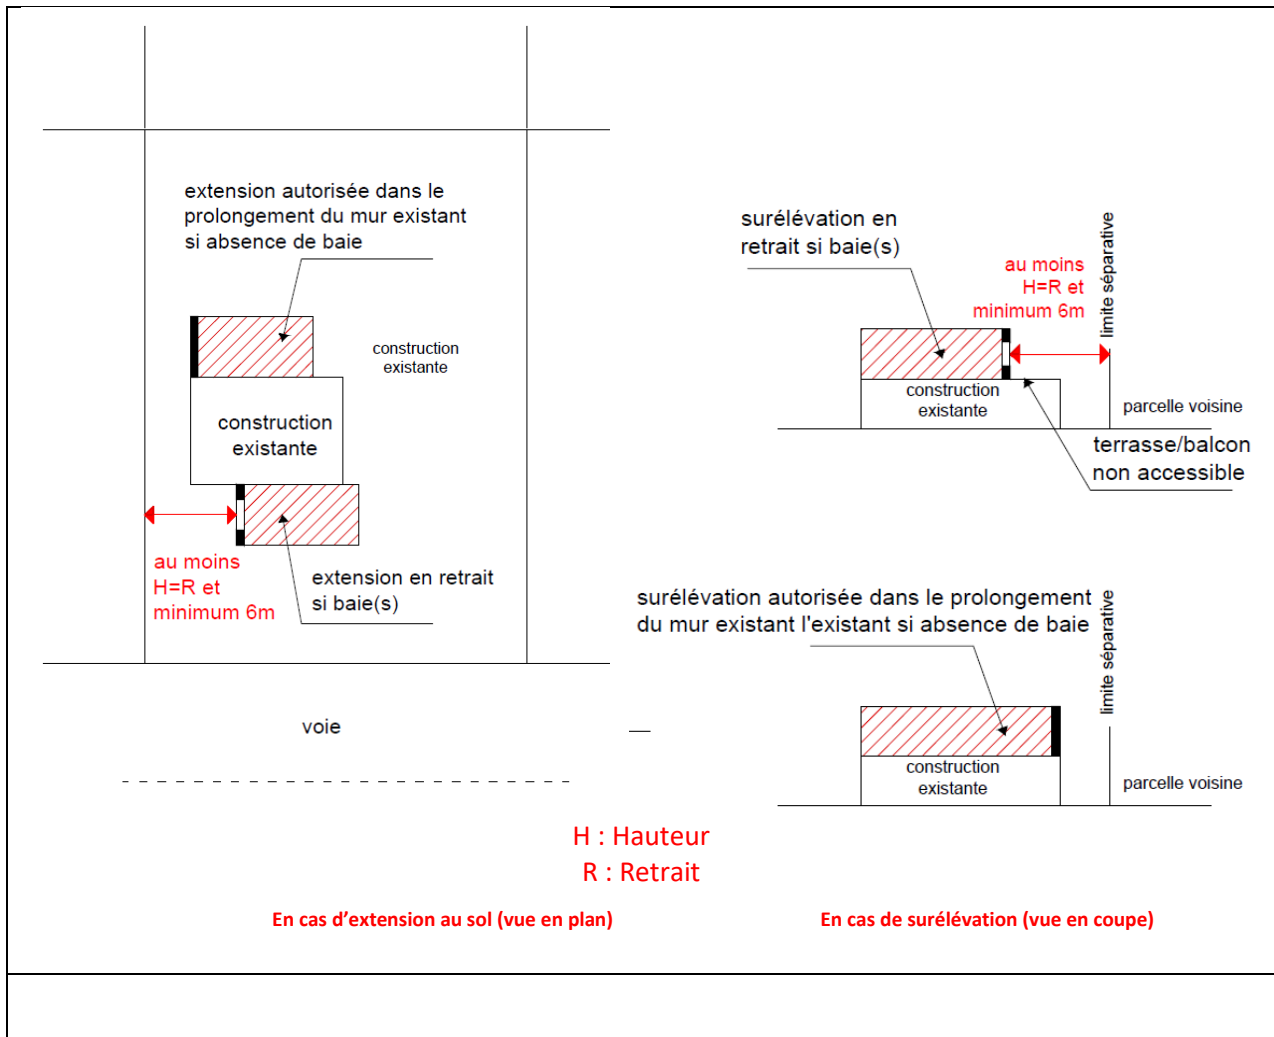 extension autorisée dans le
prolongement du mur existant
si absence de baie
construction
existante
construction
existante
au moins
H=R et
minimum 6m
extension en retrait
si baie(s)
voie
surélévation en
retrait si baie(s)
au moins
H=R et
minimum 6m
limite séparative
construction
existante
parcelle voisine
terrasse/balcon
non accessible
surélévation autorisée dans le prolongement
du mur existant l'existant si absence de baie
limite séparative
construction
existante
parcelle voisine
H : Hauteur
R : Retrait
En cas d’extension au sol (vue en plan)
En cas de surélévation (vue en coupe)